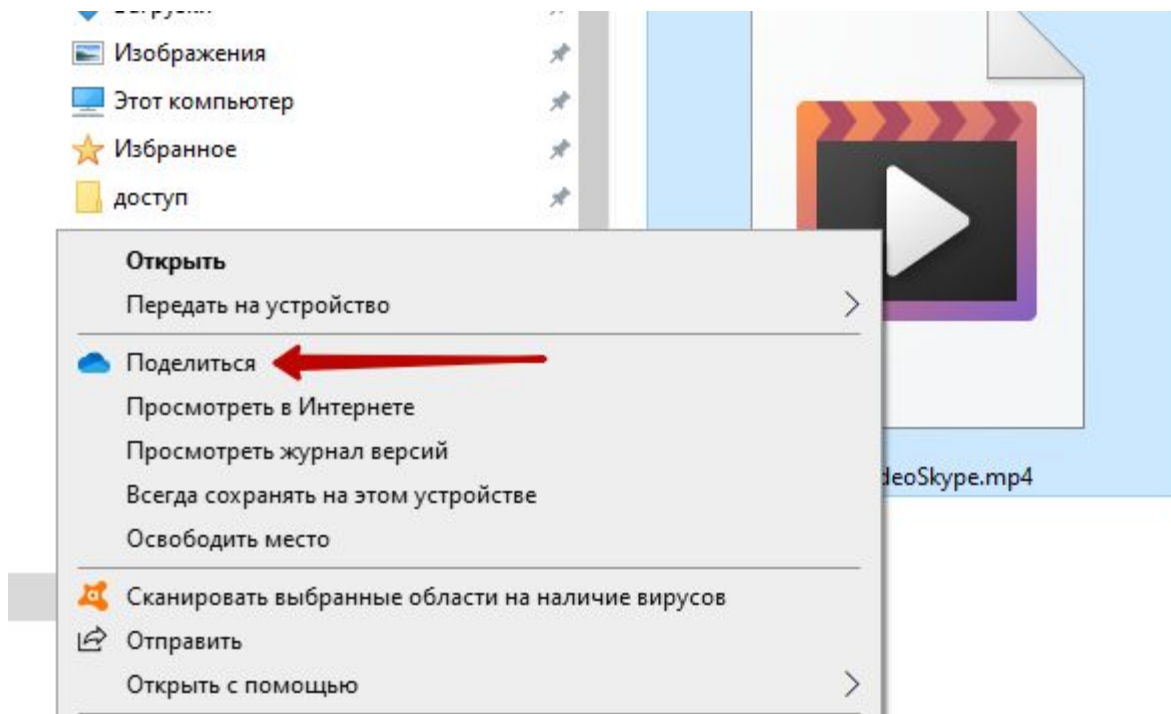 Изображения
Этот компьютер
Избранное
доступ
Открыть
Передать на устройство
Поделиться
Просмотреть в Интернете
Просмотреть журнал версий
Всегда сохранять на этом устройстве
Освободить место
Сканировать выбранные области на наличие вирусов
Отправить
Открыть с помощью
deoSkype.mp4